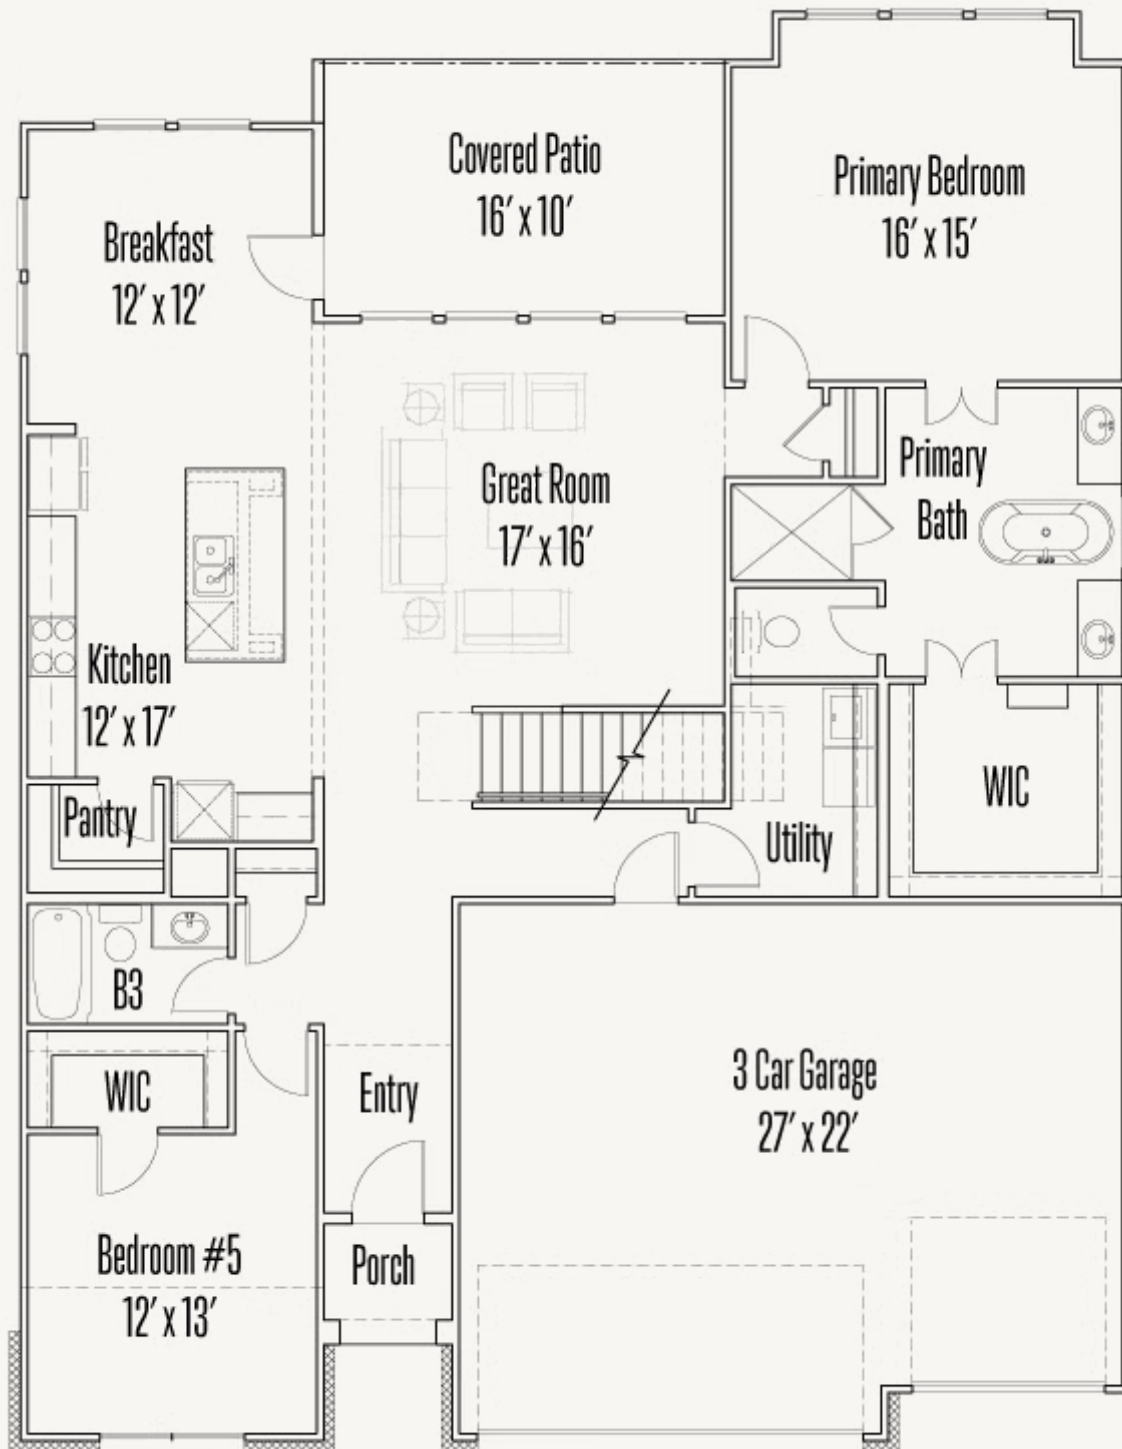 Covered Patio
16' x 10'
Primary Bedroom
16' x 15'
Breakfast
12' x 12'
Great Room
17' x 16'
Primary
Bath
Kitchen
12' x 17'
Pantry
WIC
Utility
B3
WIC
Entry
3 Car Garage
27' x 22'
Bedroom #5
12' x 13'
Porch